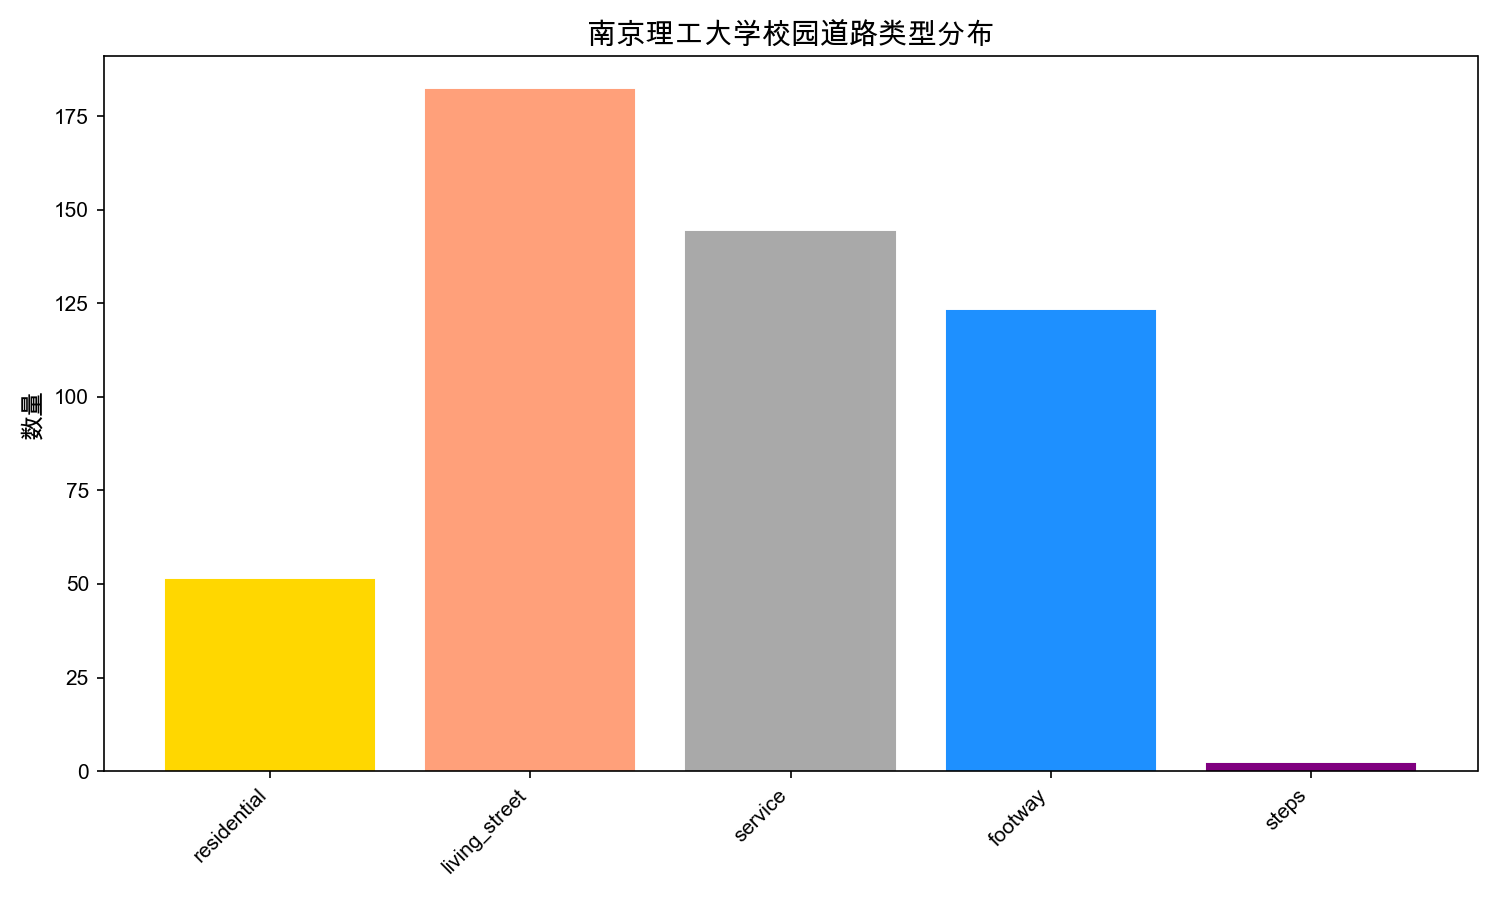 南京理工大学校园道路类型分布
数量
175
150
125
100
75
50
25
0
residential
living_street
service
footway
steps